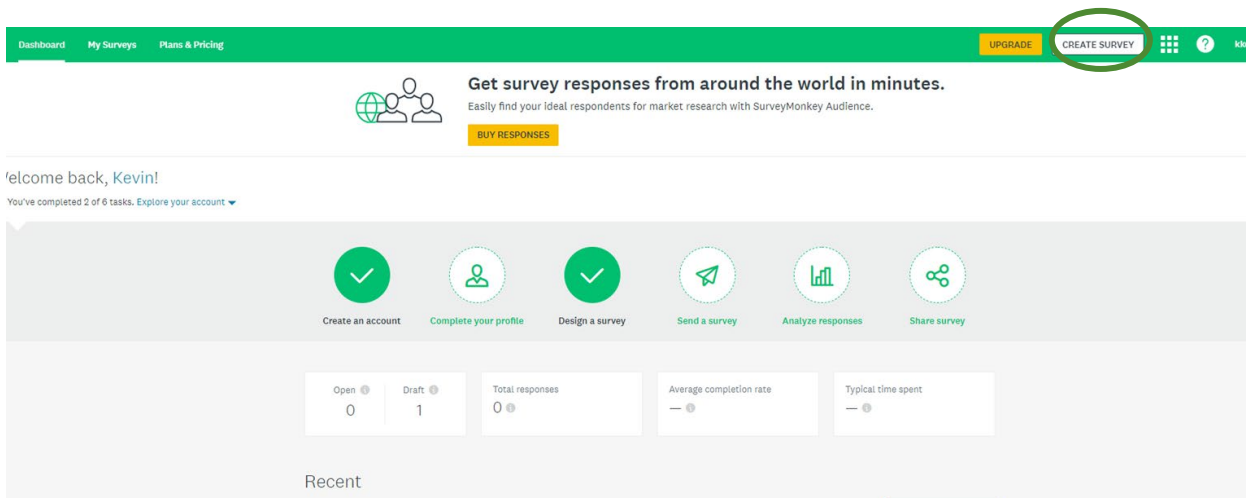 Dashboard My Surveys Plans & Pricing UPGRADE CREATE SURVEY ?
Get survey responses from around the world in minutes.
Easily find your ideal respondents for market research with SurveyMonkey Audience.
BUY RESPONSES
elcome back, Kevin!
You've completed 2 of 6 tasks. Explore your account
Create an account Complete your profile Design a survey Send a survey Analyze responses Share survey
Open Draft Total responses Average completion rate Typical time spent
0 1 0 — —
Recent